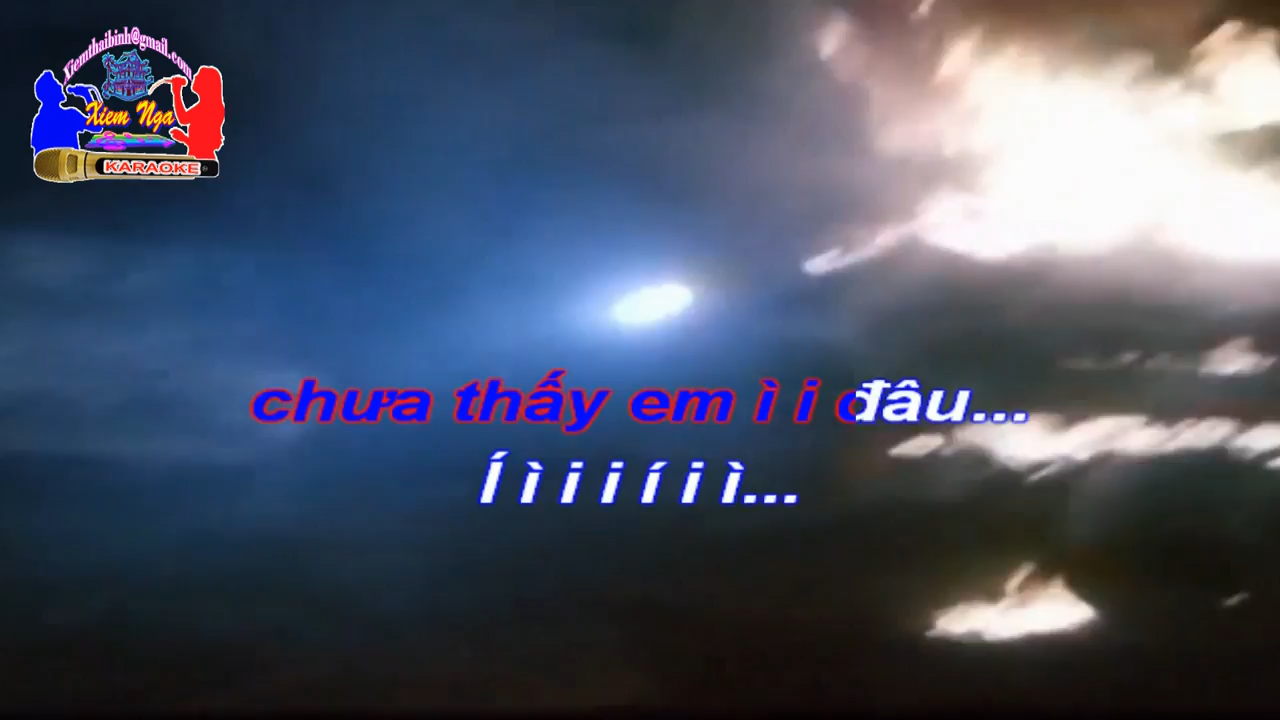 Xiemthaibinh@gmail.com
Xiem Nga
KARAOKE
chưa thấy em ì i đâu...
Í ì i i í i ì...